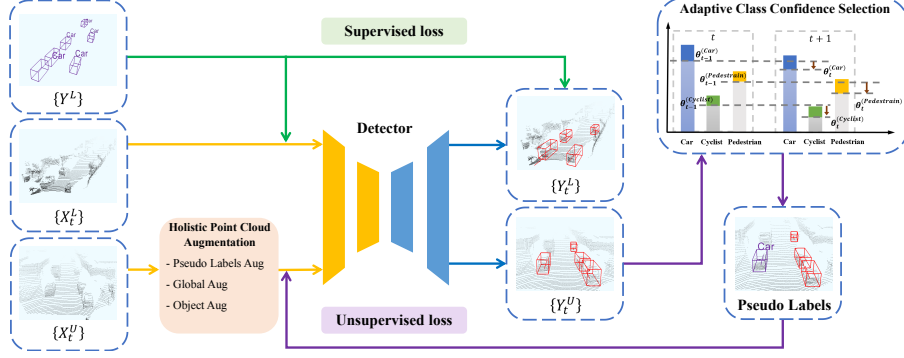 Adaptive Class Confidence Selection
Supervised loss
Car
Car
Car Car
{Y^L}
t
t + 1
θ_{t-1}^{(Car)}
θ_t^{(Car)}
θ_{t-1}^{(Pedestrain)}
θ_t^{(Pedestrain)}
θ_{t-1}^{(Cyclist)}
θ_t^{(Cyclist)}
Car Cyclist Pedestrian Car Cyclist Pedestrian
Detector
{X_t^L}
{Y_t^L}
Holistic Point Cloud
Augmentation
- Pseudo Labels Aug
- Global Aug
- Object Aug
{X_t^U}
{Y_t^U}
Car
Pseudo Labels
Unsupervised loss